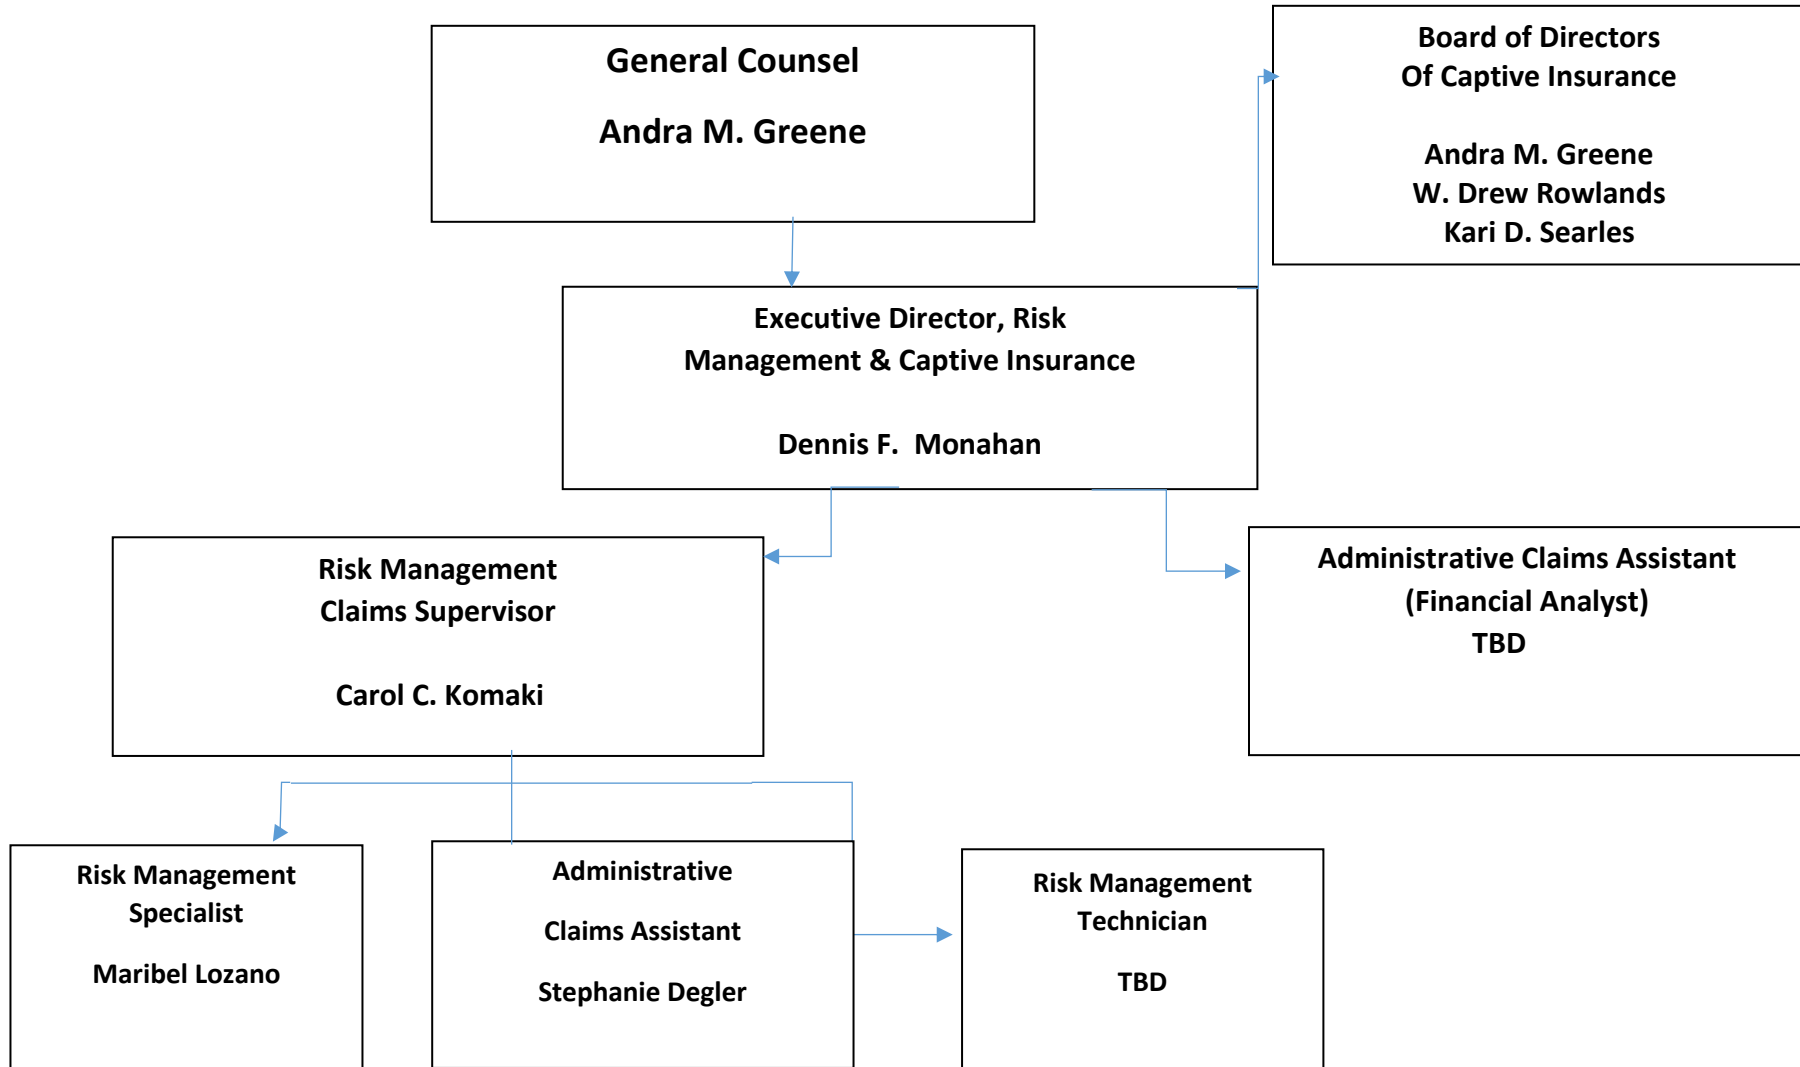 General Counsel
Andra M. Greene
Board of Directors
Of Captive Insurance
Andra M. Greene
W. Drew Rowlands
Kari D. Searles
Executive Director, Risk
Management & Captive Insurance
Dennis F.  Monahan
Risk Management
Claims Supervisor
Carol C. Komaki
Administrative Claims Assistant
(Financial Analyst)
TBD
Risk Management
Specialist
Maribel Lozano
Administrative
Claims Assistant
Stephanie Degler
Risk Management
Technician
TBD